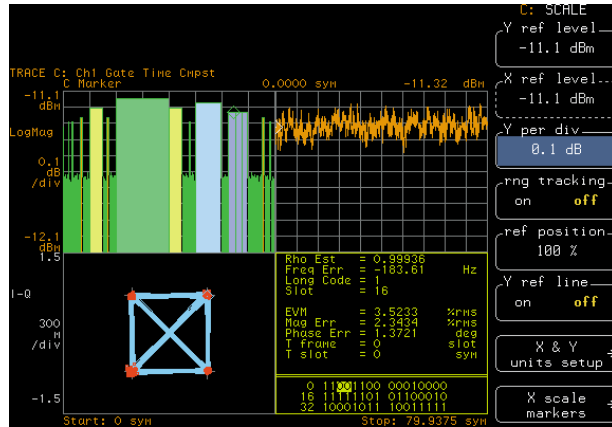 C: SCALE
Y ref level
-11.1 dBm
X ref level
-11.1 dBm
Y per div
0.1 dB
rng tracking
on off
ref position
100 %
Y ref line
on off
X & Y
units setup
X scale
markers
TRACE C: Ch1 Gate Time Cmpst
C Marker 0.0000 sym -11.32 dBm
-11.1
dBm
LogMag
0.1
dB
/div
-12.1
dBm
1.5
I-Q
300
m
/div
-1.5
Rho Est = 0.99936
Freq Err = -183.61 Hz
Long Code = 1
Slot = 16
EVM = 3.5233 %rms
Mag Err = 2.3434 %rms
Phase Err = 1.3721 deg
T frame = 0 slot
T slot = 0 sym
0 11001100 00010000
16 11111101 01100010
32 10001011 10011111
Start: 0 sym Stop: 79.9375 sym